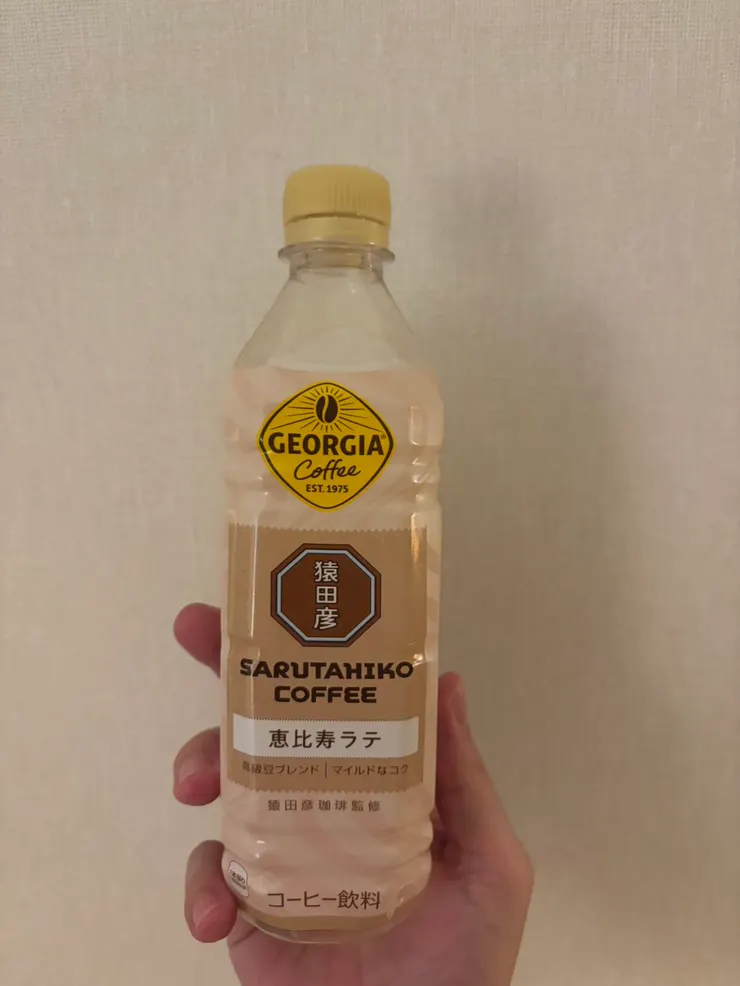 GEORGIA
Coffee
EST. 1975
猿田彦
SARUTAHIKO
COFFEE
恵比寿ラテ
高級豆ブレンド | マイルドなコク
猿田彦珈琲監修
コーヒー飲料